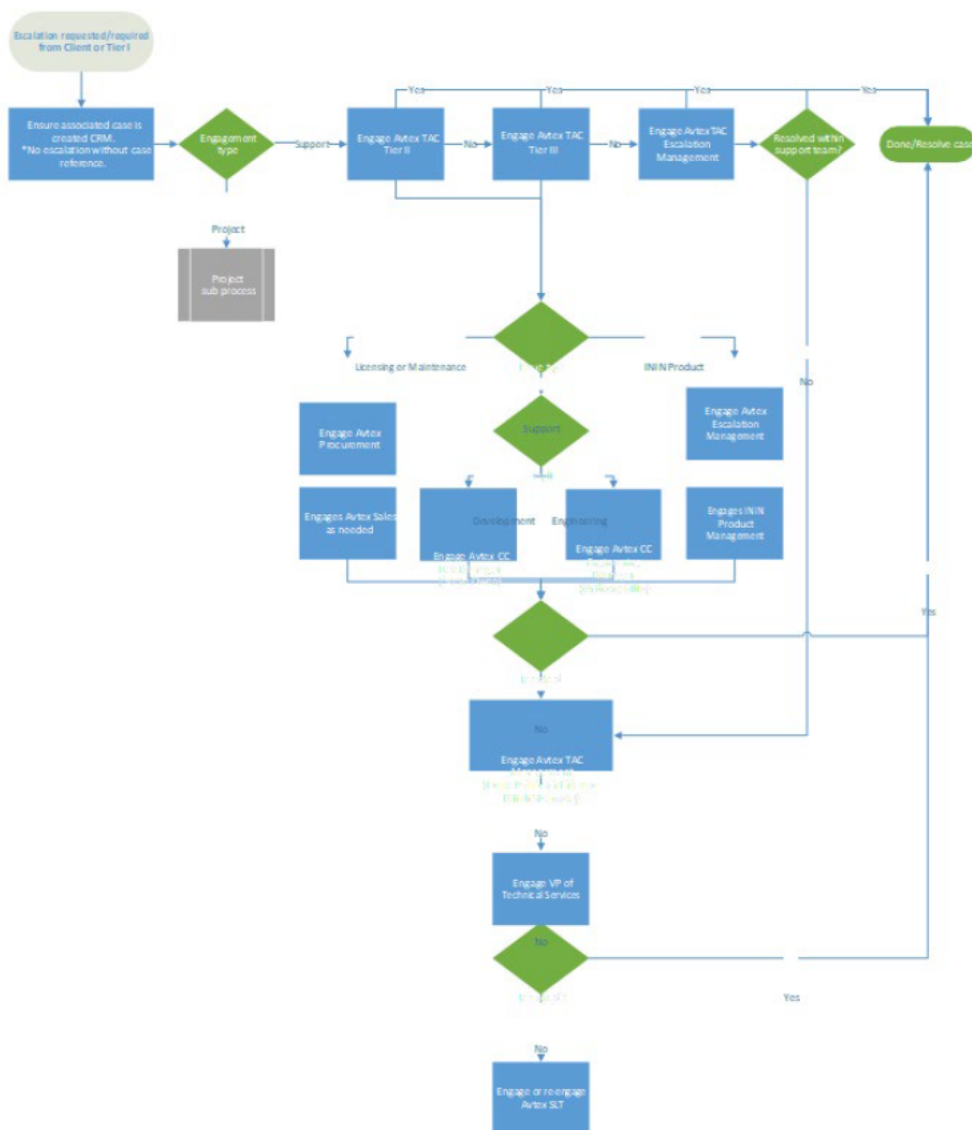 Escalation requested/required
from Client or Tier I
Ensure associated case is
created CRM.
*No escalation without case
reference.
Engagement
type
Support
Engage Avtex TAC
Tier II
No
Engage Avtex TAC
Tier III
No
Engage Avtex TAC
Escalation
Management
Resolved within
support team?
Done/Resolve case
Yes
Yes
Yes
Yes
Project
Project
sub process
Licensing or Maintenance
ININ Product
No
Engage Avtex
Procurement
Support
Engage Avtex
Escalation
Management
Engages Avtex Sales
as needed
Development
Engineering
Engages ININ
Product
Management
Engage Avtex CC
Engage Avtex CC
Yes
No
Engage Avtex TAC
Management
No
Engage VP of
Technical Services
No
Yes
No
Engage or re engage
Avtex SLT